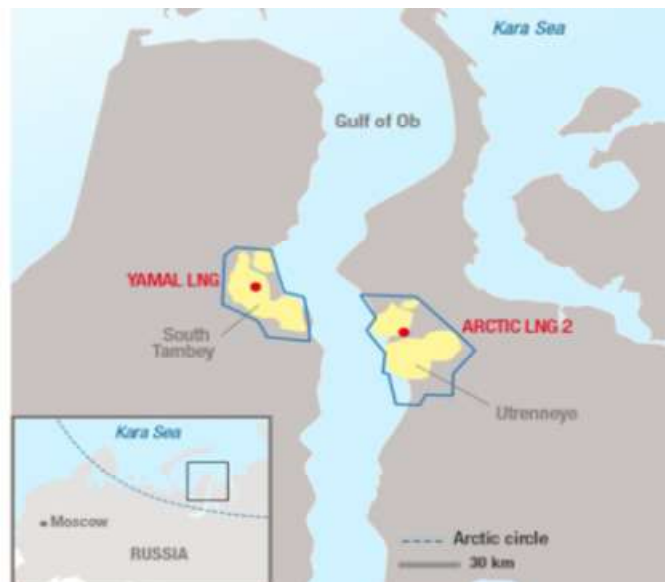 Kara Sea
Gulf of Ob
YAMAL LNG
South
Tambey
ARCTIC LNG 2
Utrenneye
Kara Sea
Moscow
RUSSIA
Arctic circle
30 km